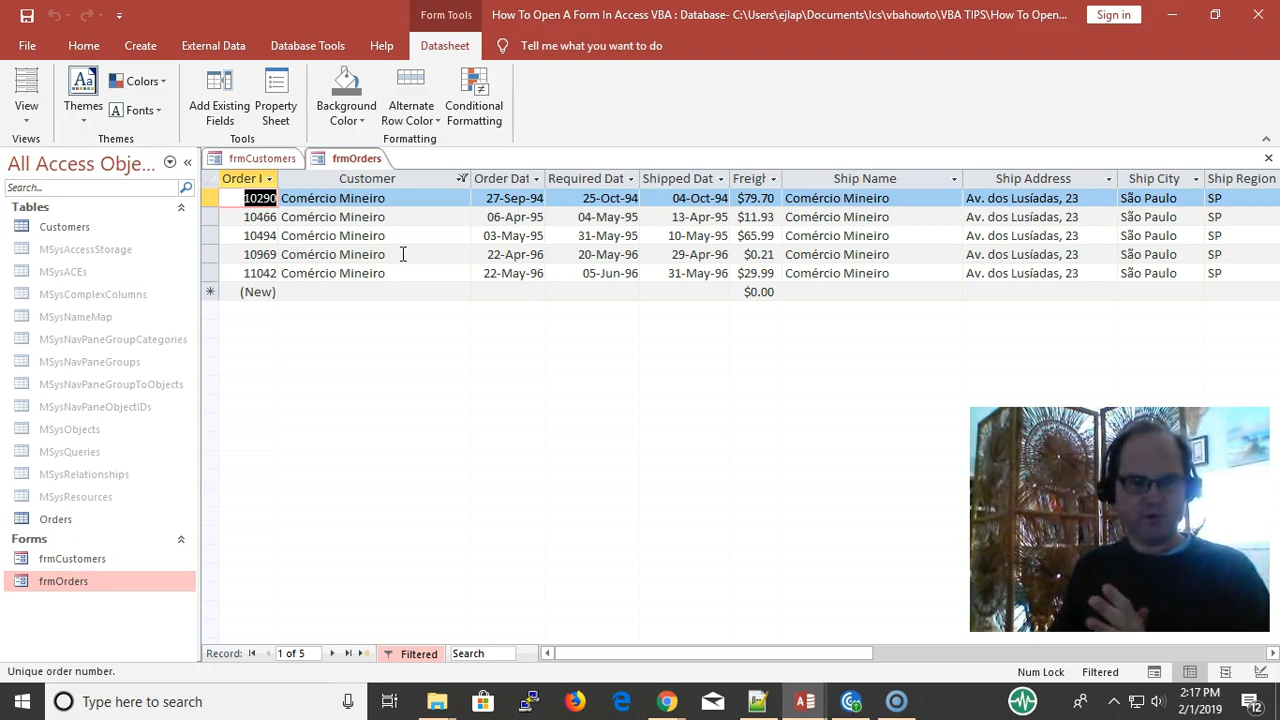 Form Tools
How To Open A Form In Access VBA : Database- C:\Users\ejlap\Documents\lcs\vbahowto\VBA TIPS\How To Open...
Sign in
File Home Create External Data Database Tools Help Datasheet Tell me what you want to do
View
Views
Themes
Colors
Fonts
Themes
Add Existing Fields
Property Sheet
Tools
Background Color
Alternate Row Color
Conditional Formatting
Formatting
All Access Obje...
Search...
Tables
Customers
MSysAccessStorage
MSysACEs
MSysComplexColumns
MSysNameMap
MSysNavPaneGroupCategories
MSysNavPaneGroups
MSysNavPaneGroupToObjects
MSysNavPaneObjectIDs
MSysObjects
MSysQueries
MSysRelationships
MSysResources
Orders
Forms
frmCustomers
frmOrders
frmCustomers frmOrders
Order I Customer Order Dat Required Dat Shipped Dat Freigh Ship Name Ship Address Ship City Ship Region
10290 Comércio Mineiro 27-Sep-94 25-Oct-94 04-Oct-94 $79.70 Comércio Mineiro Av. dos Lusíadas, 23 São Paulo SP
10466 Comércio Mineiro 06-Apr-95 04-May-95 13-Apr-95 $11.93 Comércio Mineiro Av. dos Lusíadas, 23 São Paulo SP
10494 Comércio Mineiro 03-May-95 31-May-95 10-May-95 $65.99 Comércio Mineiro Av. dos Lusíadas, 23 São Paulo SP
10969 Comércio Mineiro 22-Apr-96 20-May-96 29-Apr-96 $0.21 Comércio Mineiro Av. dos Lusíadas, 23 São Paulo SP
11042 Comércio Mineiro 22-May-96 05-Jun-96 31-May-96 $29.99 Comércio Mineiro Av. dos Lusíadas, 23 São Paulo SP
(New) $0.00
Record: 1 of 5 Filtered Search
Unique order number. Num Lock Filtered
Type here to search
2:17 PM
2/1/2019
12